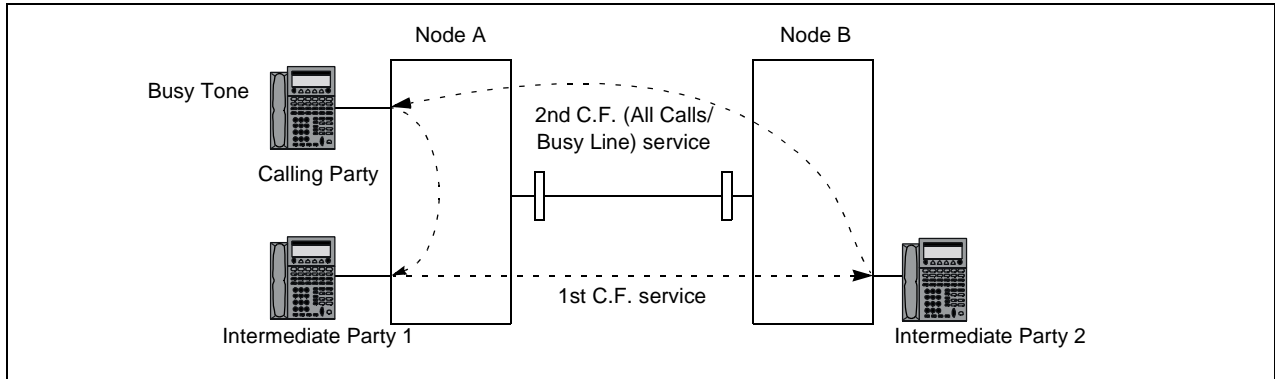 Node A
Node B
Busy Tone
2nd C.F. (All Calls/
Busy Line) service
Calling Party
1st C.F. service
Intermediate Party 1
Intermediate Party 2